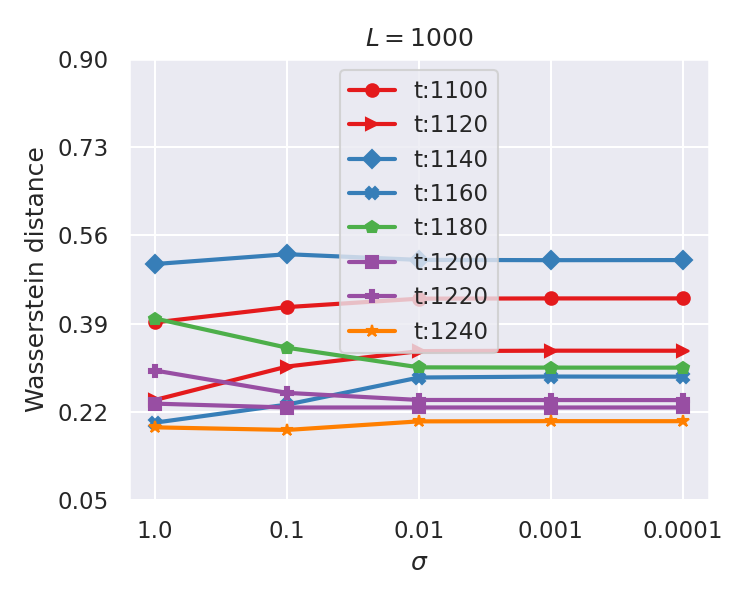 L = 1000
0.90
0.73
0.56
0.39
0.22
0.05
Wasserstein distance
t:1100
t:1120
t:1140
t:1160
t:1180
t:1200
t:1220
t:1240
1.0 0.1 0.01 0.001 0.0001
σ